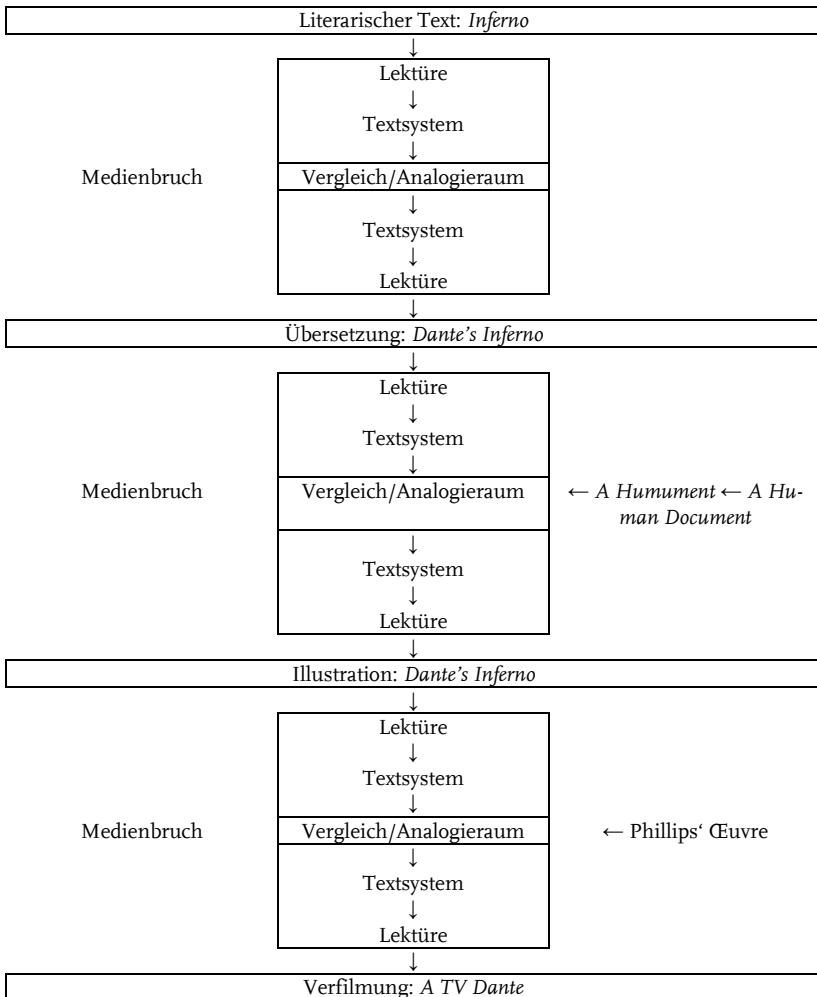 Literarischer Text: Inferno
↓
Lektüre
↓
Textsystem
↓
Medienbruch Vergleich/Analogieraum
↓
Textsystem
↓
Lektüre
↓
Übersetzung: Dante's Inferno
↓
Lektüre
↓
Textsystem
↓
Medienbruch Vergleich/Analogieraum ← A Humument ← A Hu-
man Document
↓
Textsystem
↓
Lektüre
↓
Illustration: Dante's Inferno
↓
Lektüre
↓
Textsystem
↓
Medienbruch Vergleich/Analogieraum ← Phillips‘ Œuvre
↓
Textsystem
↓
Lektüre
↓
Verfilmung: A TV Dante